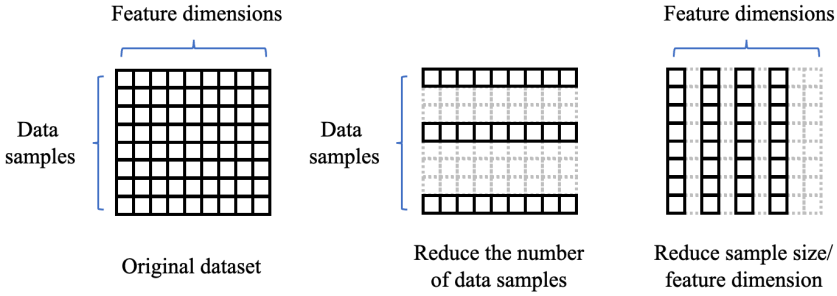 Feature dimensions
Data
samples
Original dataset
Data
samples
Reduce the number
of data samples
Feature dimensions
Reduce sample size/
feature dimension